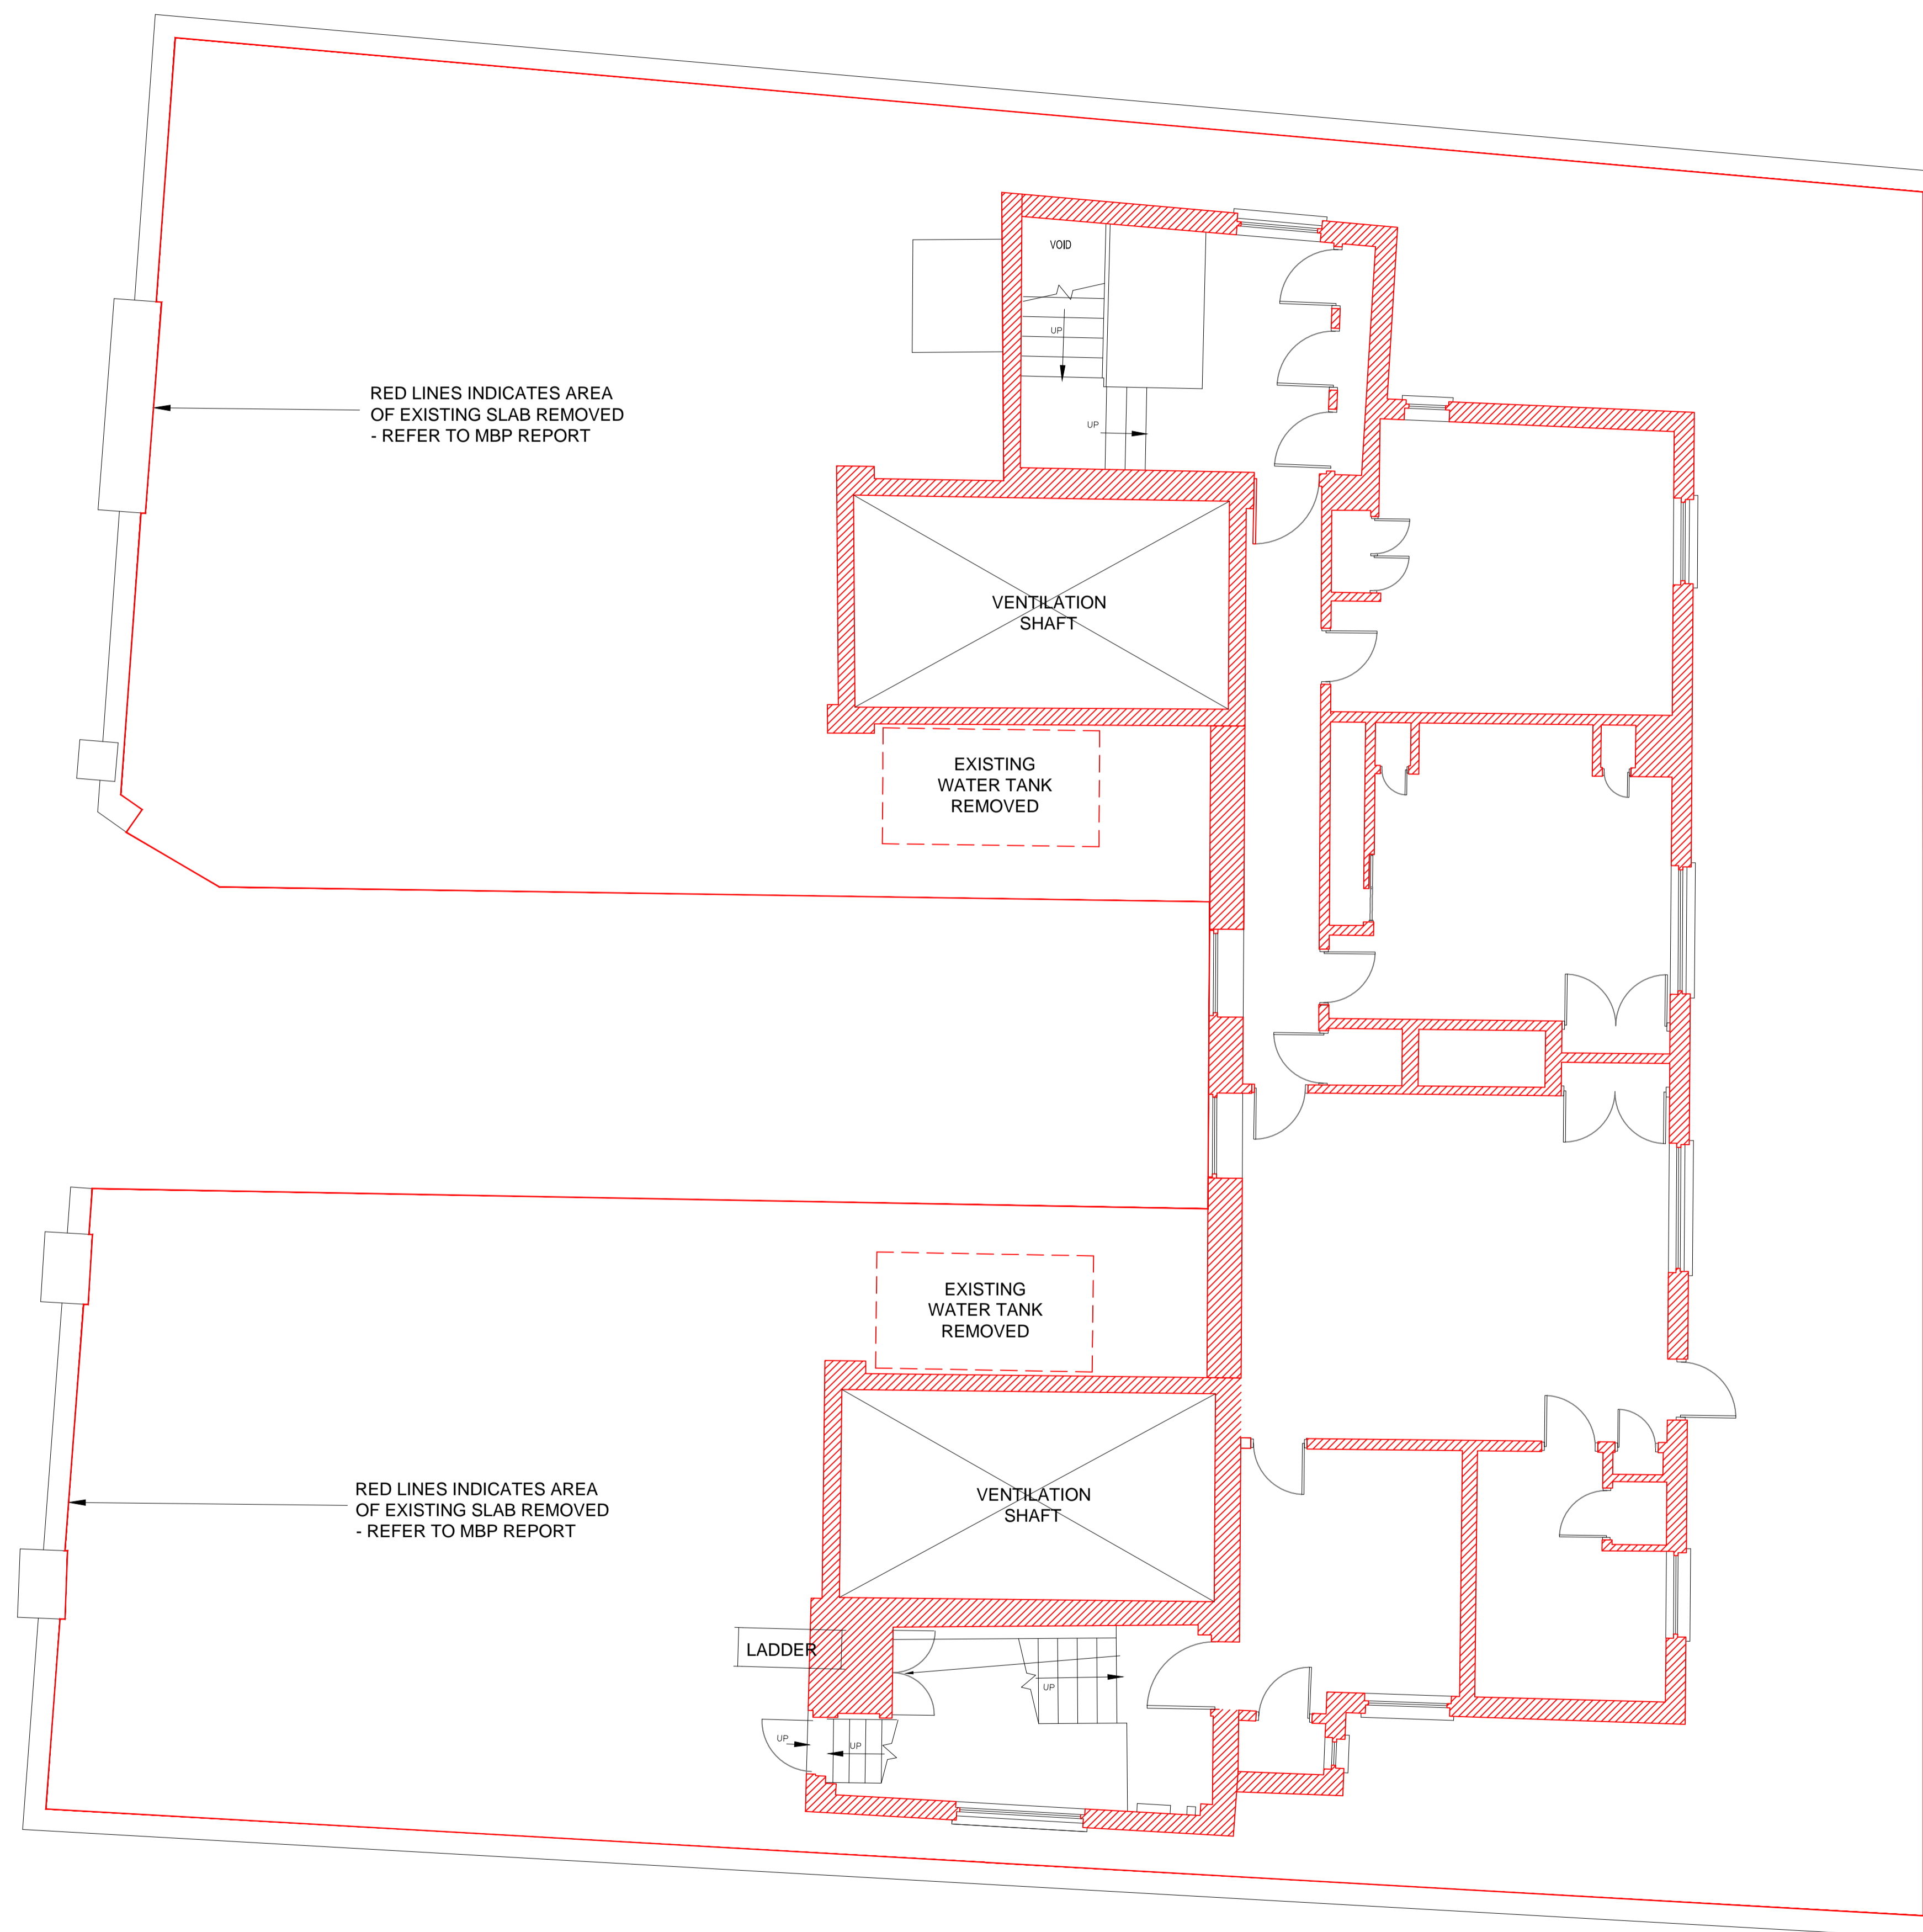 VOID
UP
RED LINES INDICATES AREA
OF EXISTING SLAB REMOVED
- REFER TO MBP REPORT
UP
VENTILATION
SHAFT
EXISTING
WATER TANK
REMOVED
EXISTING
WATER TANK
REMOVED
RED LINES INDICATES AREA
OF EXISTING SLAB REMOVED
- REFER TO MBP REPORT
VENTILATION
SHAFT
LADDER
UP
UP
UP